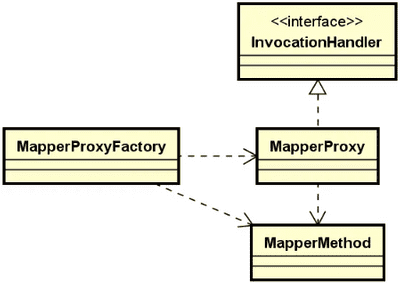 <<interface>>
InvocationHandler
MapperProxyFactory
MapperProxy
MapperMethod